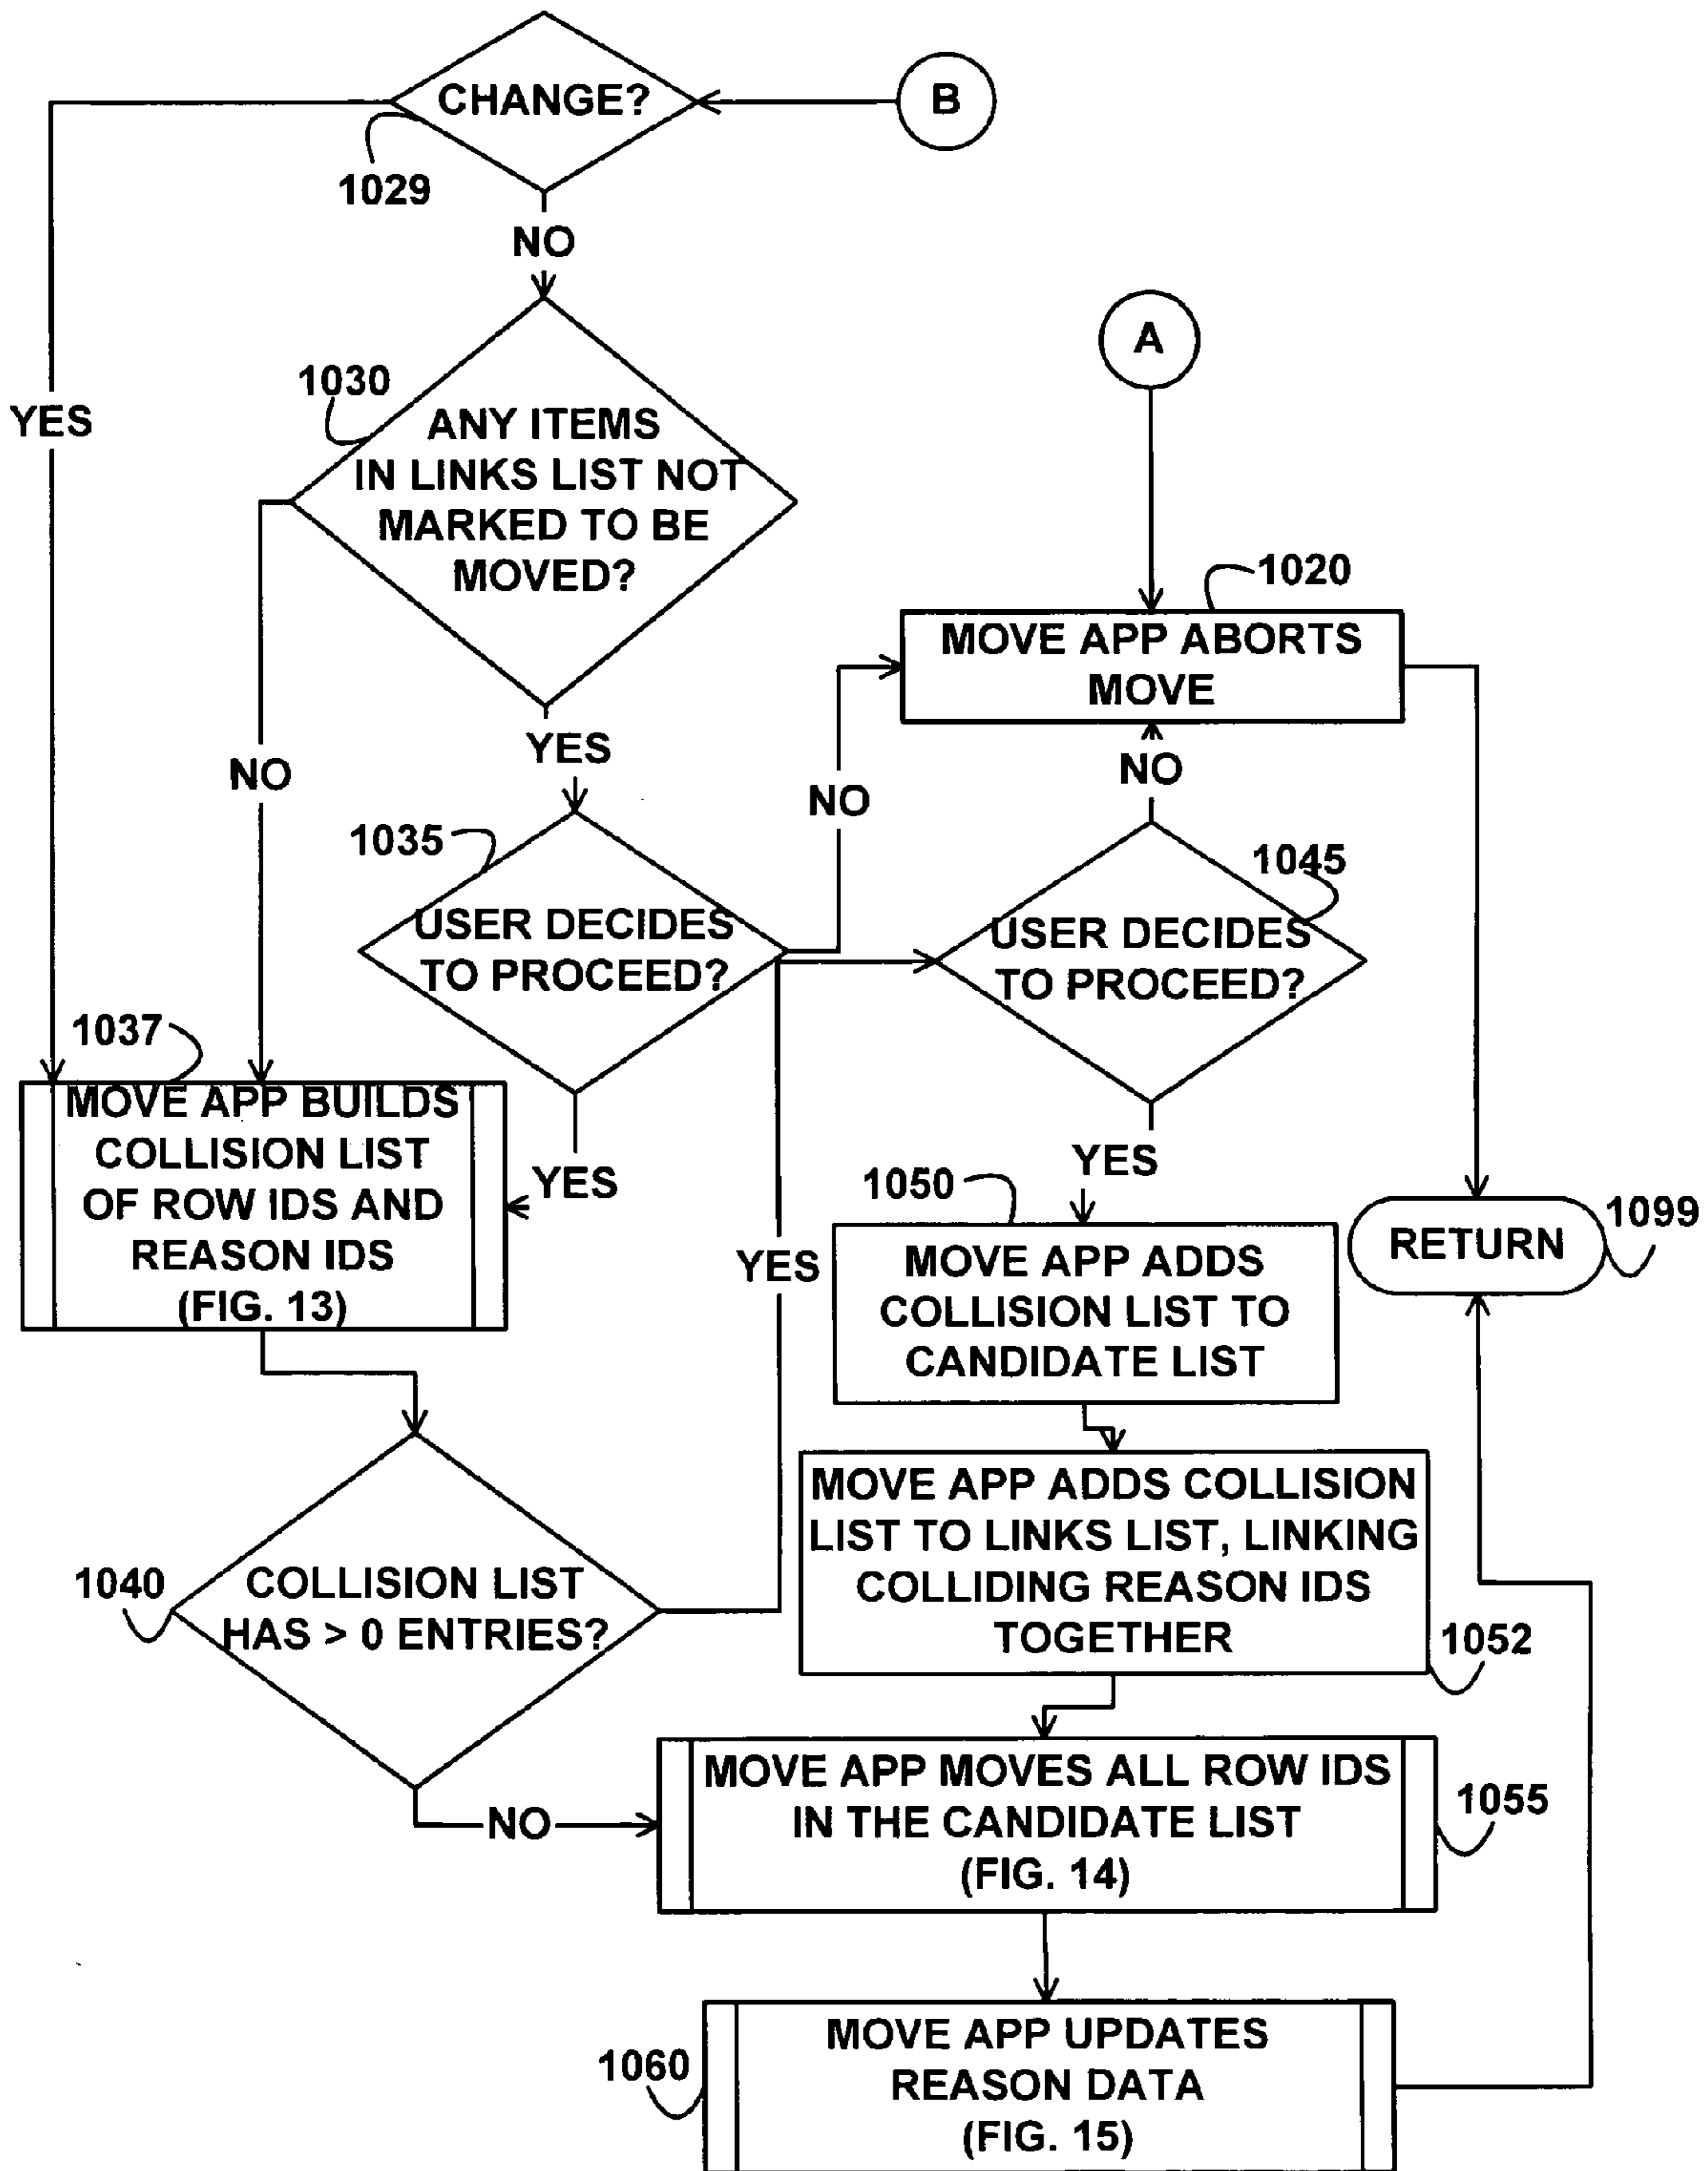 CHANGE?
B
1029
NO
A
1030
YES
ANY ITEMS
IN LINKS LIST NOT
MARKED TO BE
MOVED?
1020
MOVE APP ABORTS
MOVE
YES
NO
NO
NO
1035
1045
USER DECIDES
TO PROCEED?
USER DECIDES
TO PROCEED?
1037
MOVE APP BUILDS
COLLISION LIST
OF ROW IDS AND
REASON IDS
(FIG. 13)
YES
YES
1050
1099
RETURN
YES
MOVE APP ADDS
COLLISION LIST TO
CANDIDATE LIST
MOVE APP ADDS COLLISION
LIST TO LINKS LIST, LINKING
COLLIDING REASON IDS
TOGETHER
1052
1040
COLLISION LIST
HAS > 0 ENTRIES?
NO
MOVE APP MOVES ALL ROW IDS
IN THE CANDIDATE LIST
(FIG. 14)
1055
1060
MOVE APP UPDATES
REASON DATA
(FIG. 15)